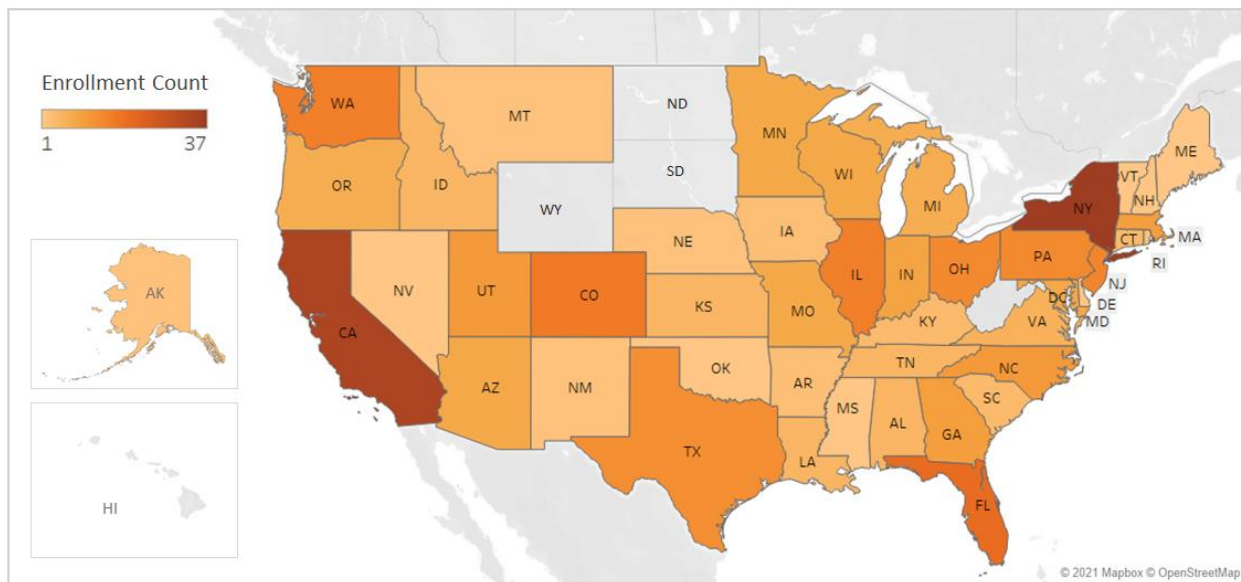 Enrollment Count
1 37
WA
MT
ND
MN
ME
OR
ID
SD
WI
VT
NH
WY
MI
NY
IA
CT
MA
NE
PA
RI
NV
UT
CO
IL
IN
OH
NJ
AK
KS
MO
DC
DE
CA
KY
VA
MD
TN
NC
AZ
NM
OK
AR
SC
MS
AL
GA
TX
LA
HI
FL
© 2021 Mapbox © OpenStreetMap